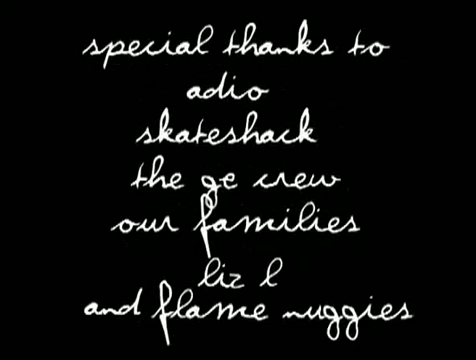 special thanks to
adio
skateshack
the ge crew
our families
liz l
and flame nuggies